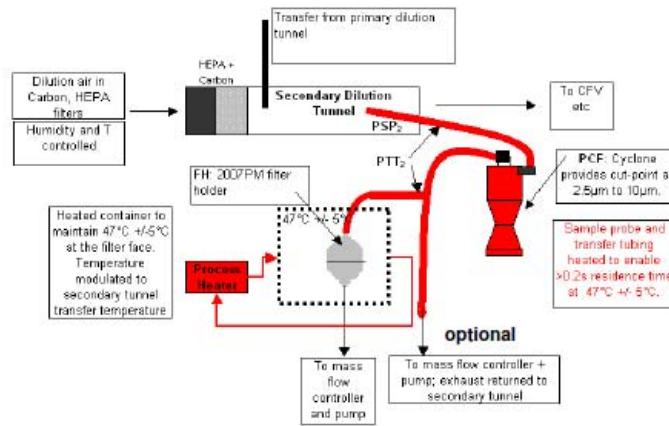 Transfer from primary dilution
tunnel
HEPA +
Carbon
Dilution air in
Carbon, HEPA
filters
Humidity and T
controlled.
Secondary Dilution
Tunnel
PSP₂
To CFV
etc
PTT₂
FH: 2007PM filter
holder
PCF: Cyclone
provides cut-point at
2.5µm to 10µm.
47°C +/- 5°C
Heated container to
maintain 47°C +/-5°C
at the filter face.
Temperature
modulated to
secondary tunnel
transfer temperature
Process
Heater
Sample probe and
transfer tubing
heated to enable
>0.2s residence time
at 47°C +/- 5°C.
optional
To mass
flow
controller
and pump
To mass flow controller +
pump; exhaust returned to
secondary tunnel